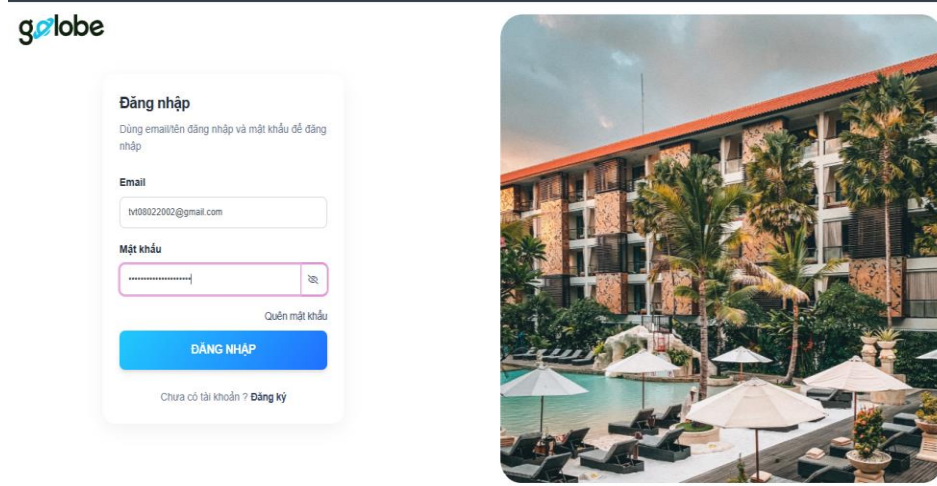 golobe
Đăng nhập
Dùng email/tên đăng nhập và mật khẩu để đăng
nhập
Email
tvt08022002@gmail.com
Mật khẩu
Quên mật khẩu
ĐĂNG NHẬP
Chưa có tài khoản ? Đăng ký